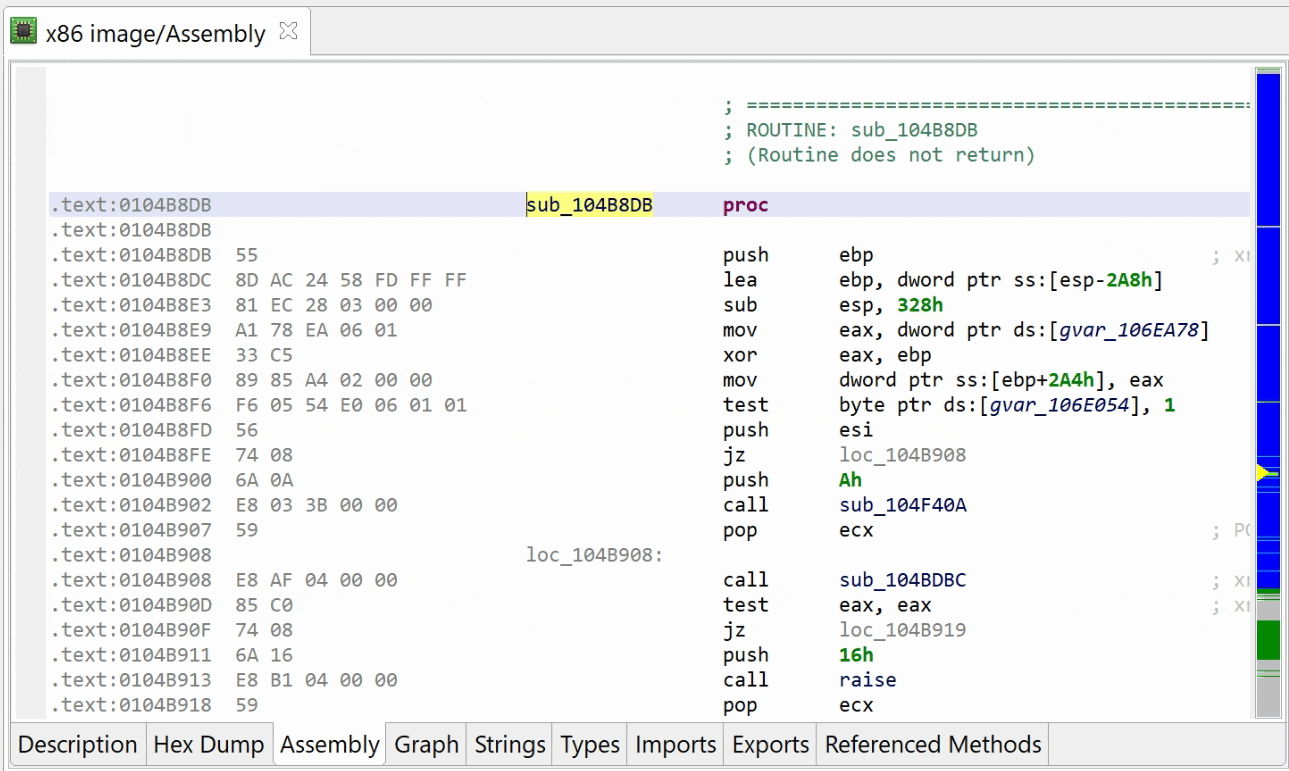 x86 image/Assembly
; ============================================
; ROUTINE: sub_104B8DB
; (Routine does not return)
.text:0104B8DB sub_104B8DB proc
.text:0104B8DB
.text:0104B8DB 55 push ebp ;
.text:0104B8DC 8D AC 24 58 FD FF FF lea ebp, dword ptr ss:[esp-2A8h]
.text:0104B8E3 81 EC 28 03 00 00 sub esp, 328h
.text:0104B8E9 A1 78 EA 06 01 mov eax, dword ptr ds:[gvar_106EA78]
.text:0104B8EE 33 C5 xor eax, ebp
.text:0104B8F0 89 85 A4 02 00 00 mov dword ptr ss:[ebp+2A4h], eax
.text:0104B8F6 F6 05 54 E0 06 01 01 test byte ptr ds:[gvar_106E054], 1
.text:0104B8FD 56 push esi
.text:0104B8FE 74 08 jz loc_104B908
.text:0104B900 6A 0A push Ah
.text:0104B902 E8 03 3B 00 00 call sub_104F40A
.text:0104B907 59 pop ecx ;
.text:0104B908 loc_104B908:
.text:0104B908 E8 AF 04 00 00 call sub_104BDBC ;
.text:0104B90D 85 C0 test eax, eax ;
.text:0104B90F 74 08 jz loc_104B919
.text:0104B911 6A 16 push 16h
.text:0104B913 E8 B1 04 00 00 call raise
.text:0104B918 59 pop ecx
Description Hex Dump Assembly Graph Strings Types Imports Exports Referenced Methods